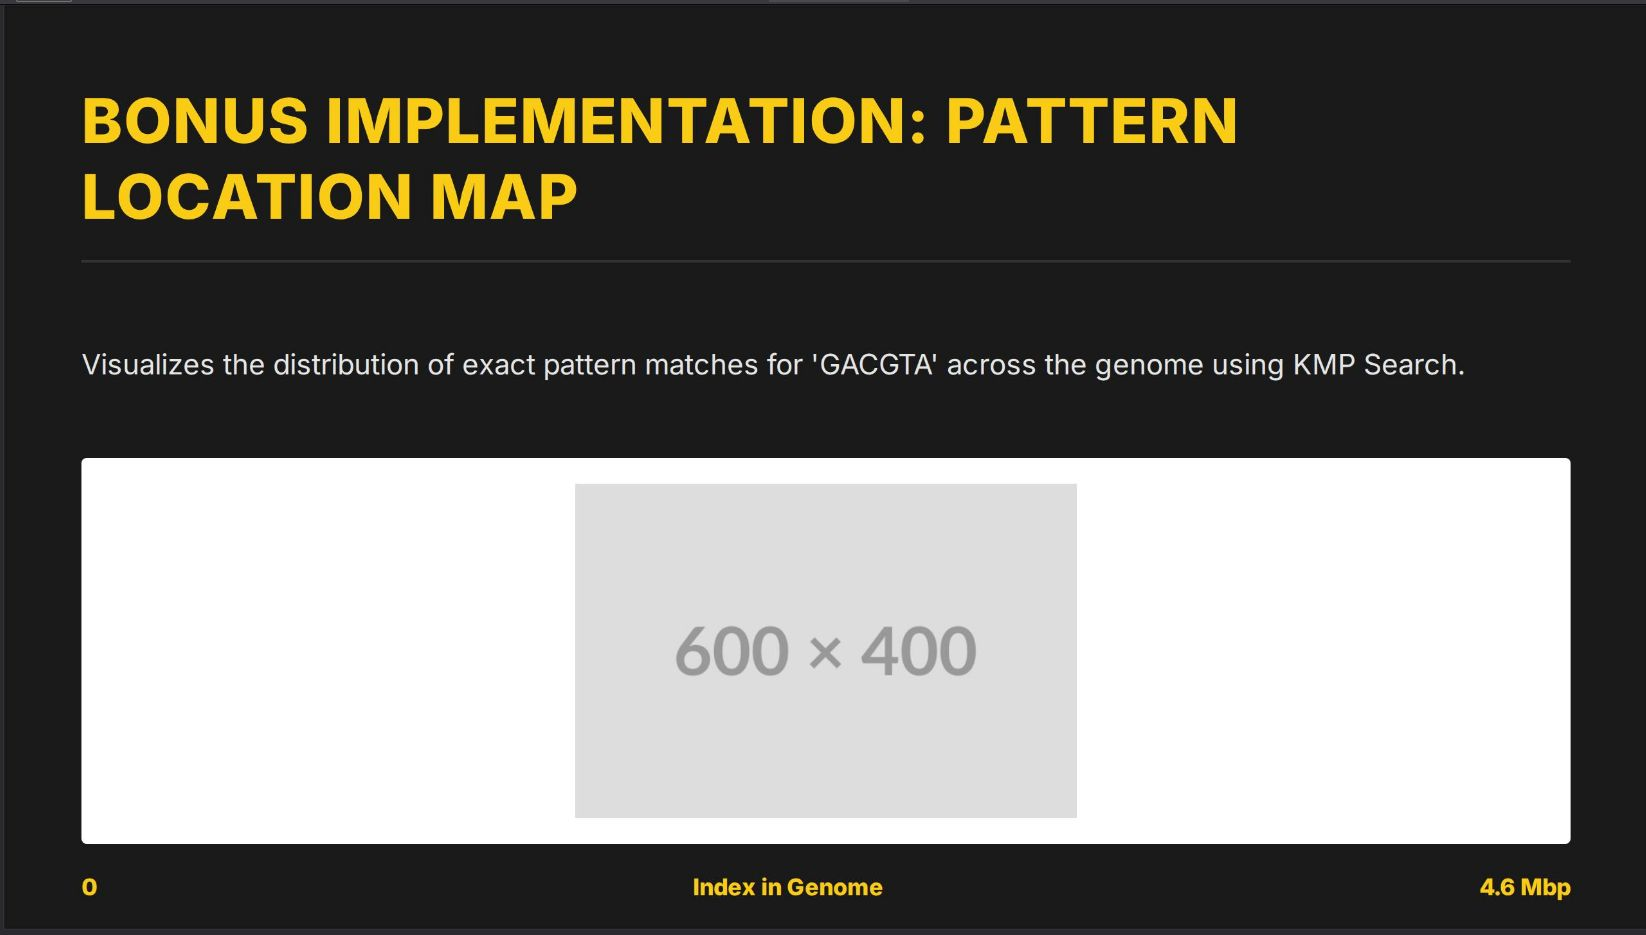 BONUS IMPLEMENTATION: PATTERN
LOCATION MAP
Visualizes the distribution of exact pattern matches for 'GACGTA' across the genome using KMP Search.
600 × 400
0 Index in Genome 4.6 Mbp